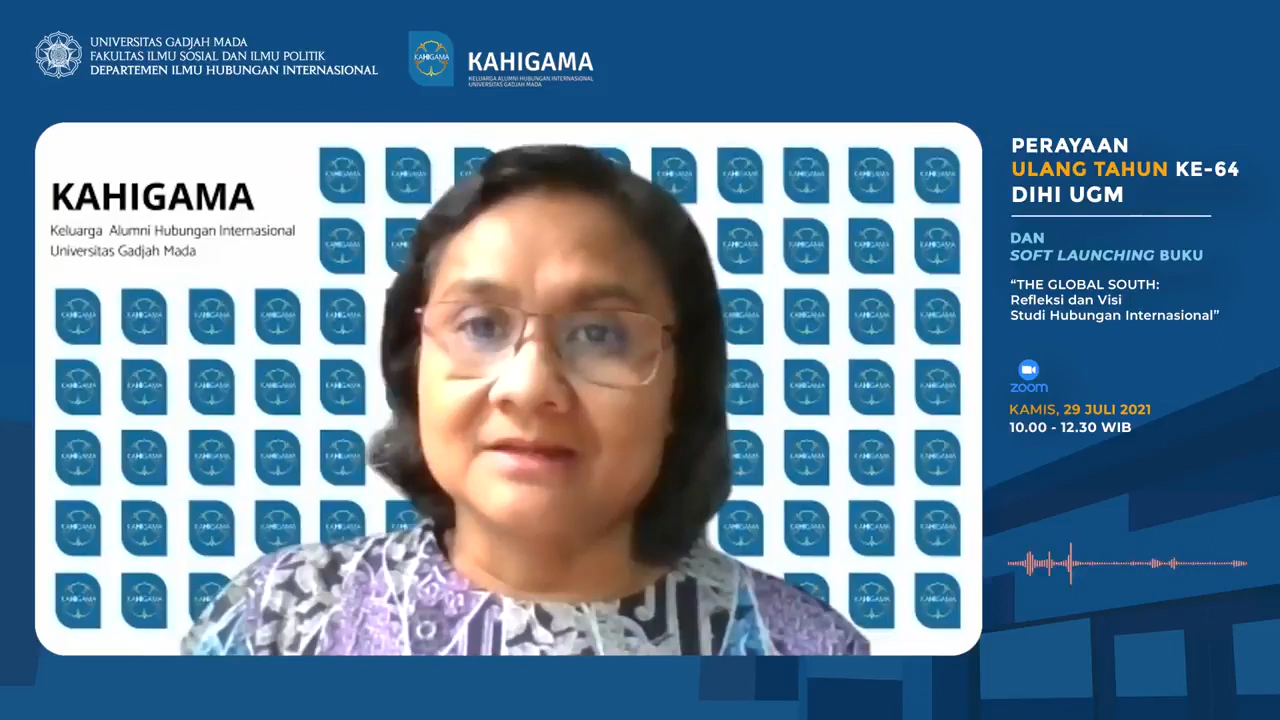 UNIVERSITAS GADJAH MADA
FAKULTAS ILMU SOSIAL DAN ILMU POLITIK
DEPARTEMEN ILMU HUBUNGAN INTERNASIONAL
KAHIGAMA
KAHIGAMA
KELUARGA ALUMNI HUBUNGAN INTERNASIONAL
UNIVERSITAS GADJAH MADA
KAHIGAMA
Keluarga Alumni Hubungan Internasional
Universitas Gadjah Mada
PERAYAAN
ULANG TAHUN KE-64
DIHI UGM
DAN
SOFT LAUNCHING BUKU
“THE GLOBAL SOUTH:
Refleksi dan Visi
Studi Hubungan Internasional”
zoom
KAMIS, 29 JULI 2021
10.00 - 12.30 WIB